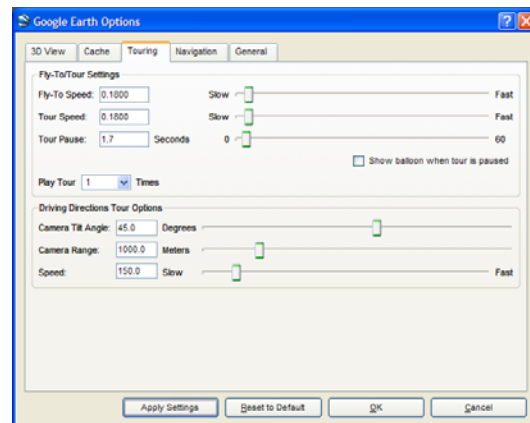 Google Earth Options
3D View Cache Touring Navigation General
Fly-To/Tour Settings
Fly-To Speed: 0.1800 Slow Fast
Tour Speed: 0.1800 Slow Fast
Tour Pause: 1.7 Seconds 0 60
Show balloon when tour is paused
Play Tour 1 Times
Driving Directions Tour Options
Camera Tilt Angle: 45.0 Degrees
Camera Range: 1000.0 Meters
Speed: 150.0 Slow Fast
Apply Settings Reset to Default OK Cancel